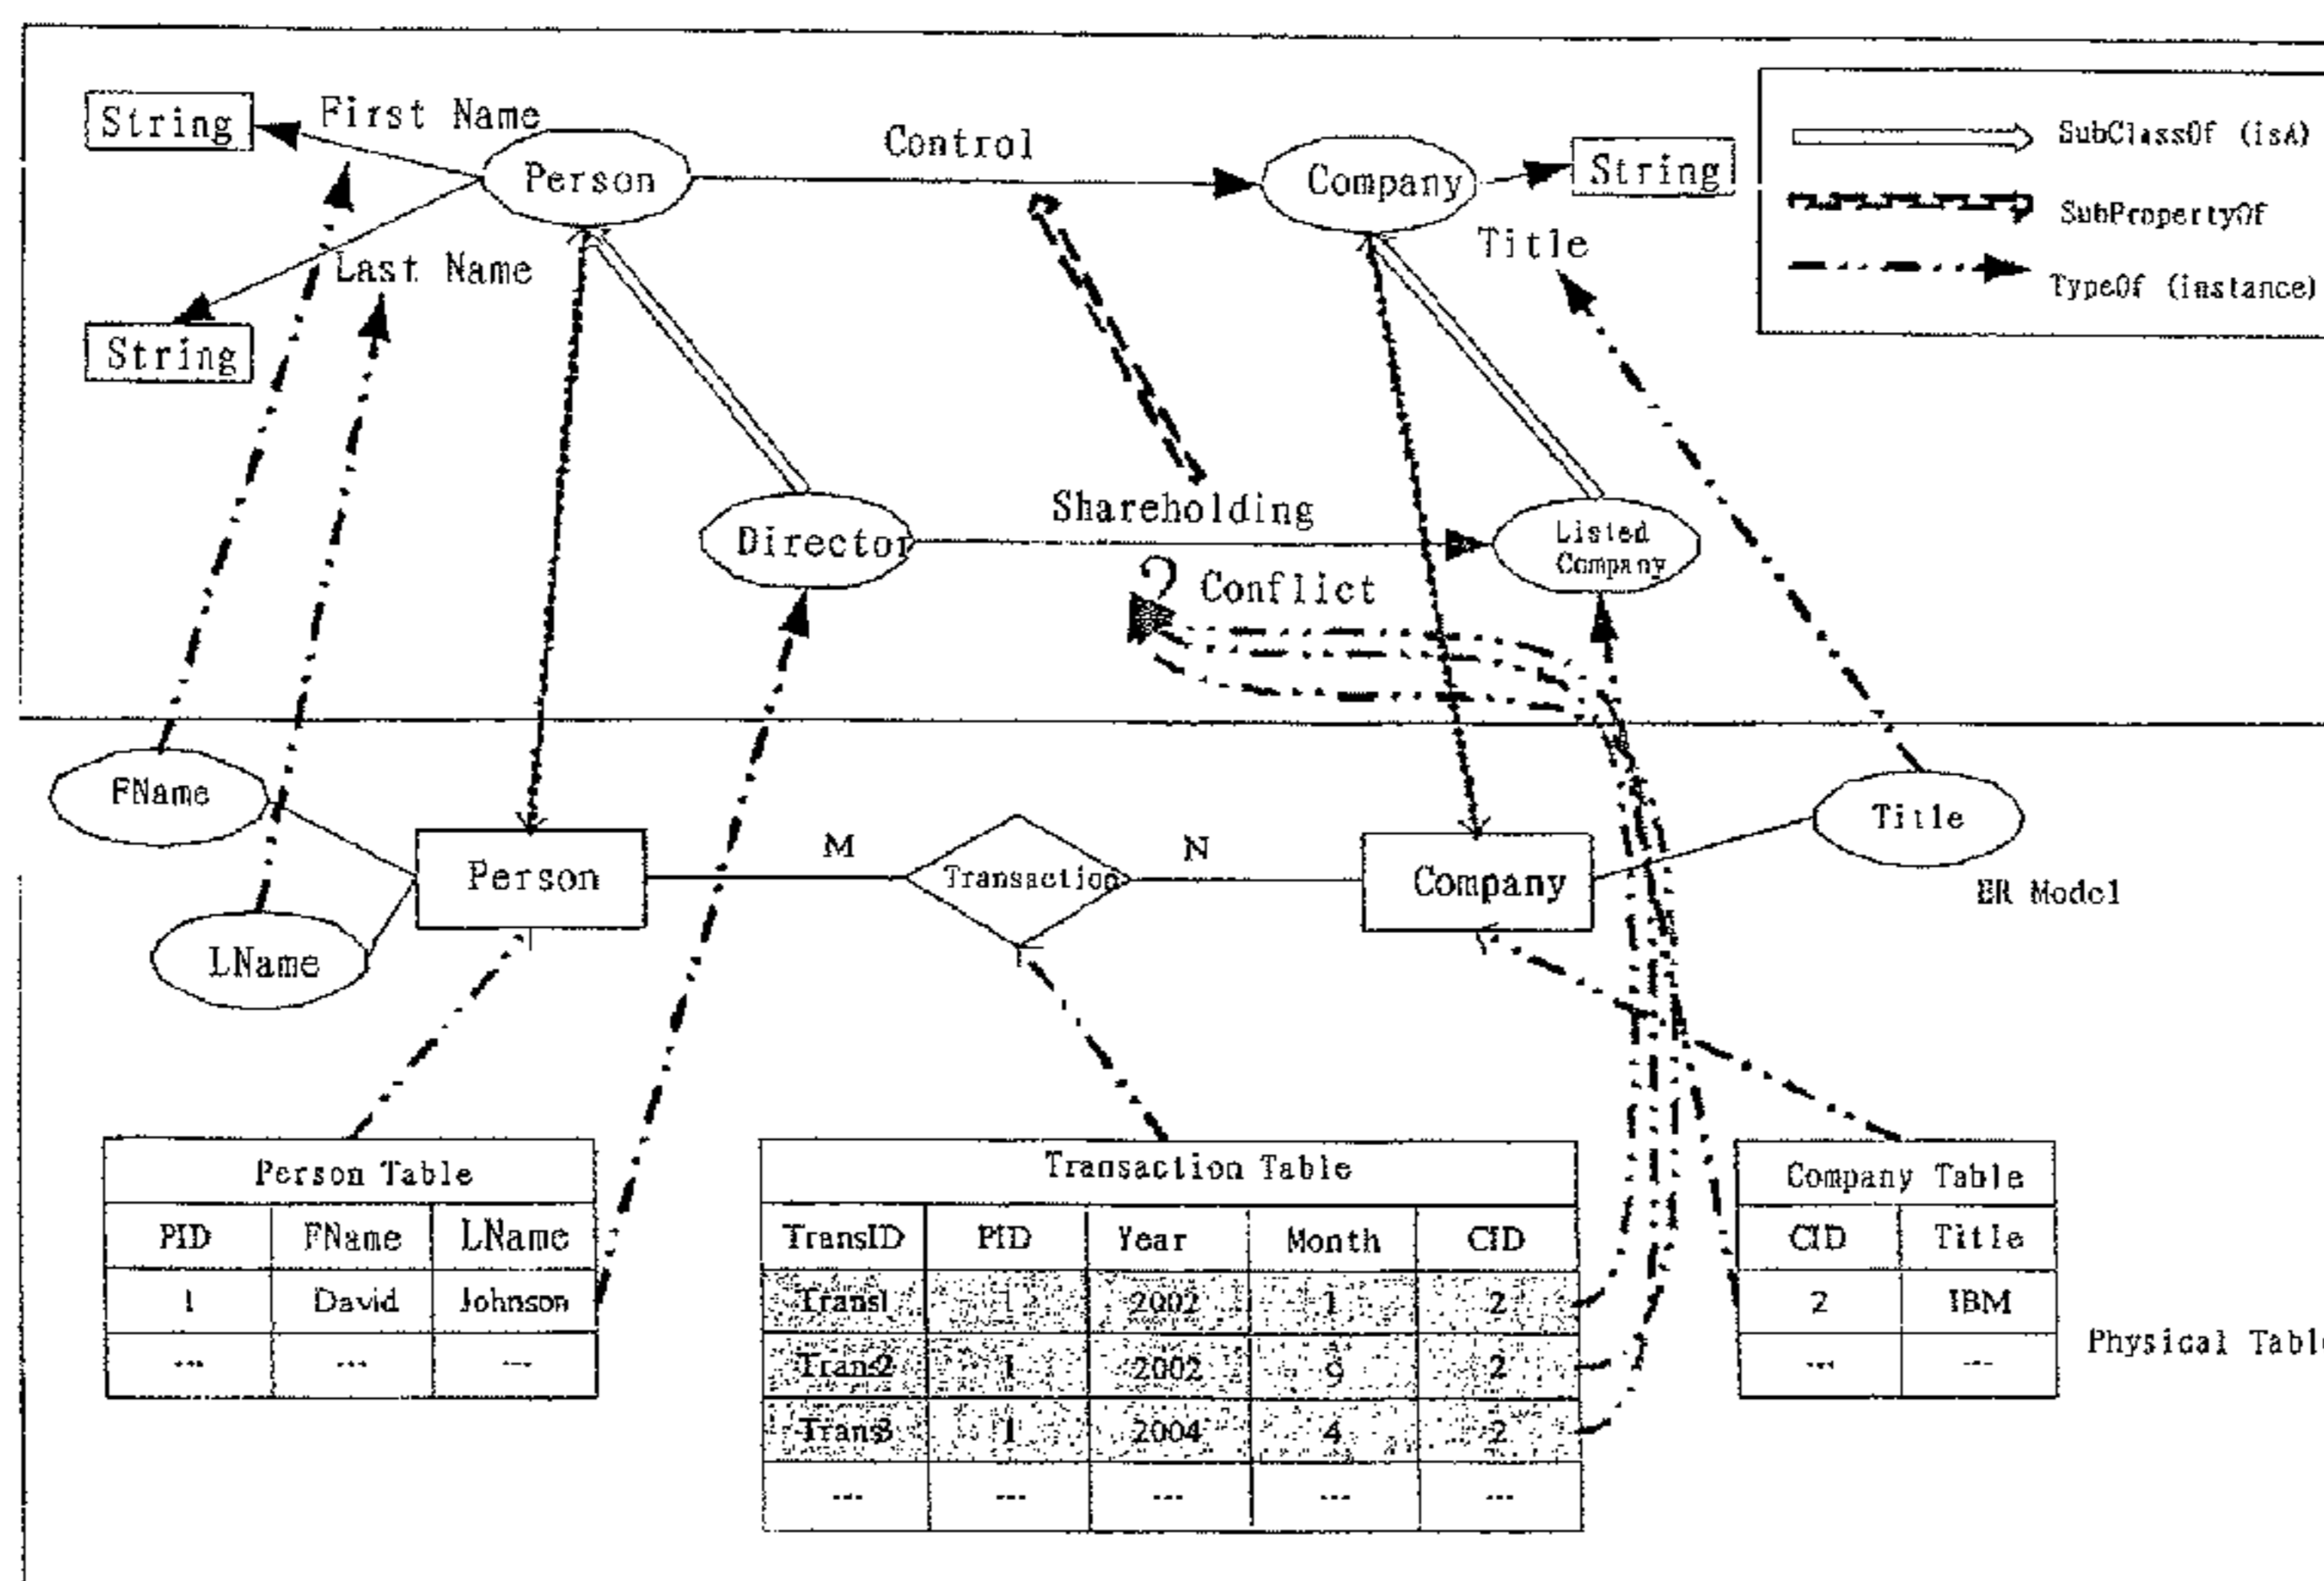 String
First Name
Control
Person
Company
String
SubClassOf (isA)
SubPropertyOf
TypeOf (instance)
Title
Last Name
String
Shareholding
Director
Listed
Company
? Conflict
FName
Person
M
Transaction
N
Company
Title
ER Model
LName
Person Table
PID FName LName
1 David Johnson
--- --- ---
Transaction Table
TransID PID Year Month CID
Trans1 1 2002 1 2
Trans2 1 2002 9 2
Trans3 1 2004 4 2
--- --- --- --- ---
Company Table
CID Title
2 IBM
--- ---
Physical Table